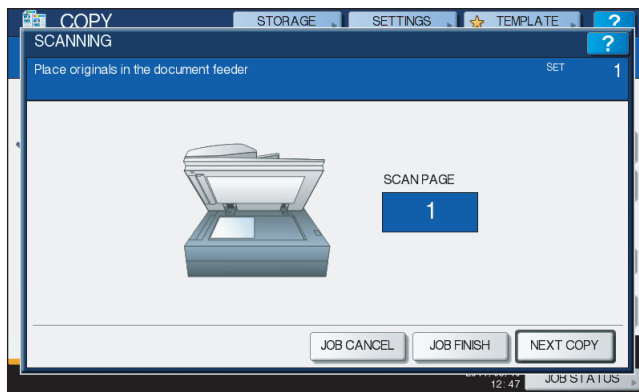 COPY STORAGE SETTINGS TEMPLATE ?
SCANNING ?
Place originals in the document feeder SET 1
SCAN PAGE
1
JOB CANCEL JOB FINISH NEXT COPY
12:47 JOB STATUS